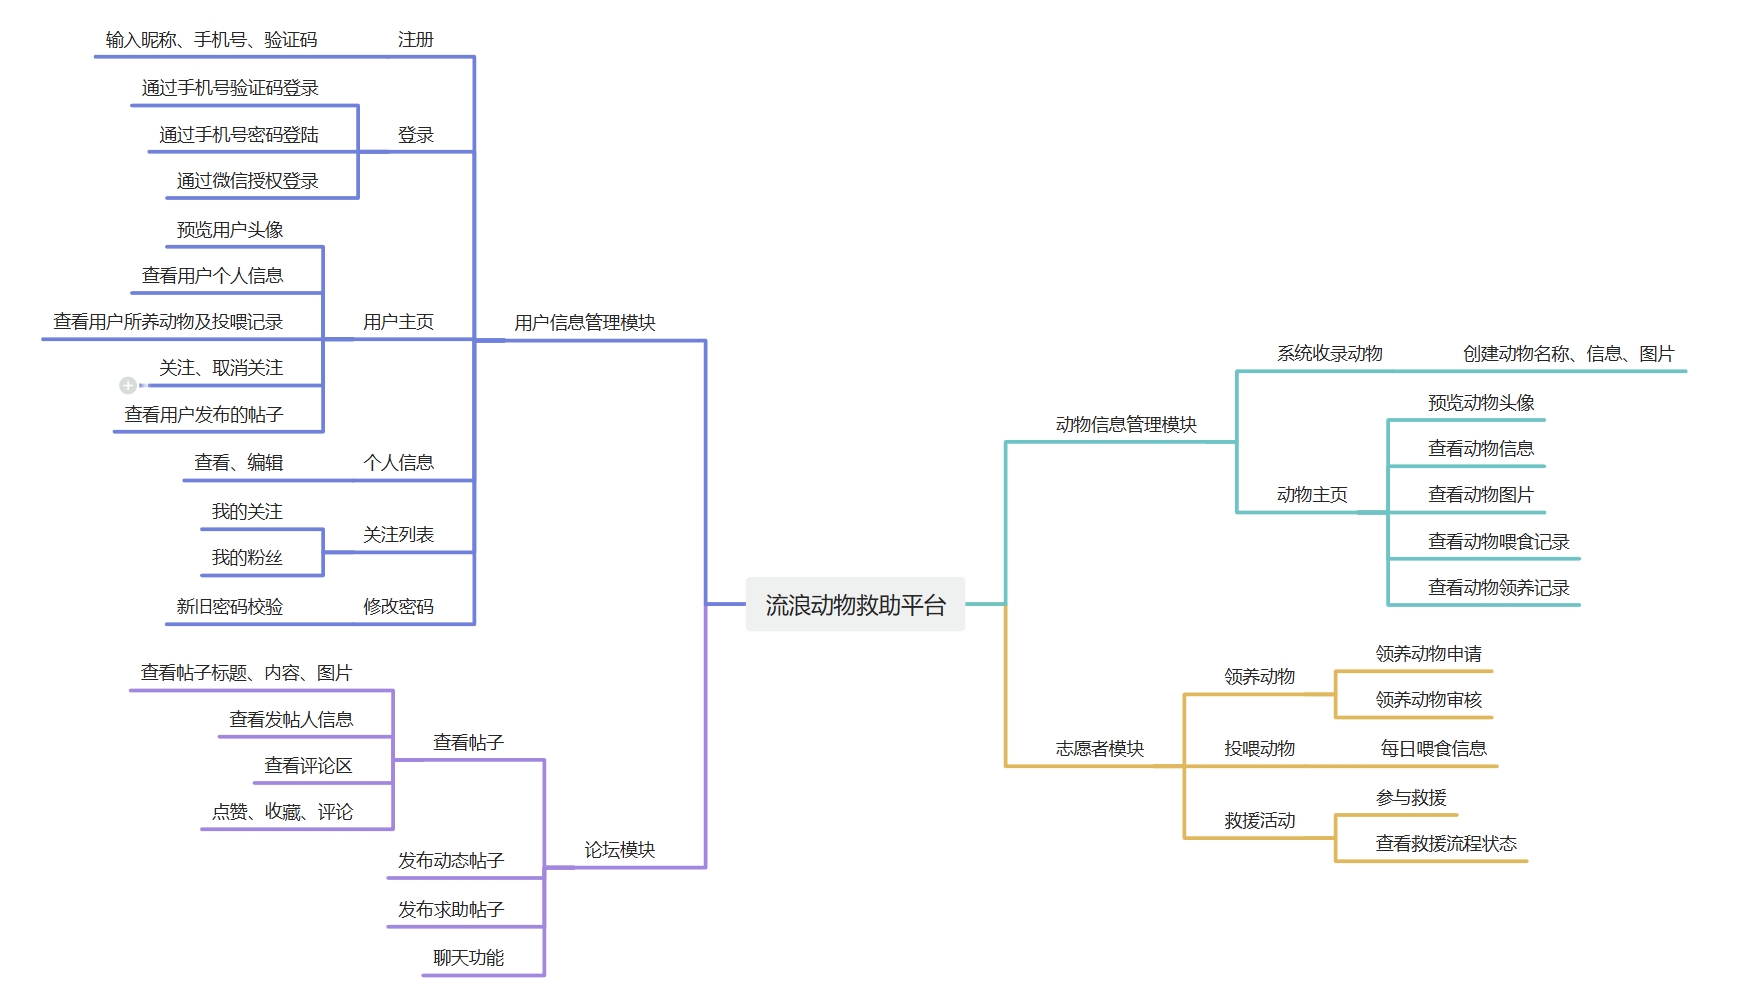 输入昵称、手机号、验证码
注册
通过手机号验证码登录
通过手机号密码登陆
登录
通过微信授权登录
预览用户头像
查看用户个人信息
查看用户所养动物及投喂记录
用户主页
用户信息管理模块
关注、取消关注
查看用户发布的帖子
查看、编辑
个人信息
我的关注
关注列表
我的粉丝
新旧密码校验
修改密码
流浪动物救助平台
查看帖子标题、内容、图片
查看发帖人信息
查看帖子
查看评论区
点赞、收藏、评论
论坛模块
发布动态帖子
发布求助帖子
聊天功能
系统收录动物
创建动物名称、信息、图片
动物信息管理模块
预览动物头像
查看动物信息
动物主页
查看动物图片
查看动物喂食记录
查看动物领养记录
领养动物
领养动物申请
领养动物审核
志愿者模块
投喂动物
每日喂食信息
救援活动
参与救援
查看救援流程状态